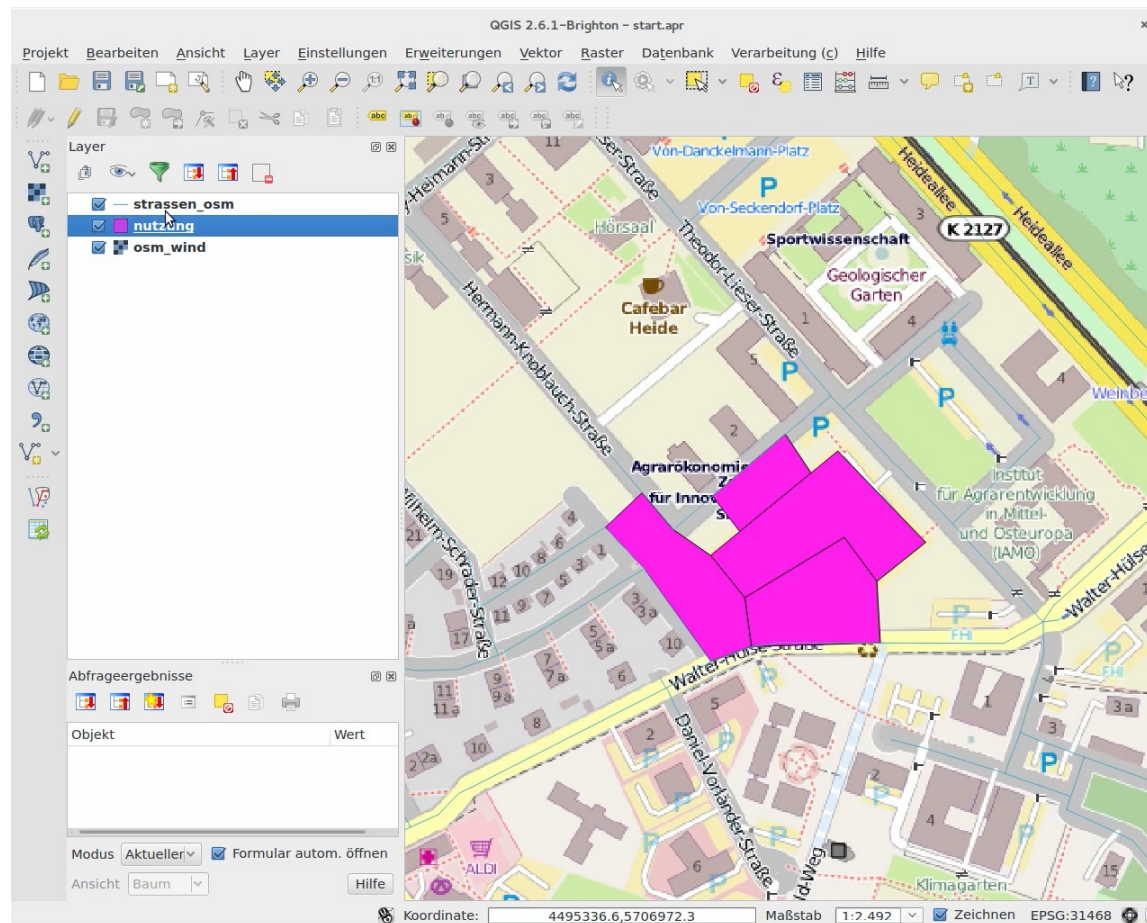 QGIS 2.6.1-Brighton – start.apr
Projekt Bearbeiten Ansicht Layer Einstellungen Erweiterungen Vektor Raster Datenbank Verarbeitung (c) Hilfe
Layer
strassen_osm
nutzung
osm_wind
Abfrageergebnisse
Objekt Wert
Modus Aktueller Formular autom. öffnen
Ansicht Baum Hilfe
Koordinate: 4495336.6,5706972.3 Maßstab 1:2.492 Zeichnen EPSG:31468
Von-Danckelmann-Platz
Von-Seckendorf-Platz
Heideallee
Heideallee
K 2127
Hörsaal
Theodor-Lieser-Straße
Sportwissenschaft
Geologischer
Garten
Cafebar
Heide
Hermann-Knoblauch-Straße
Agrarökonomie
für Innov
Institut
für Agrarentwicklung
in Mittel-
und Osteuropa
(IAMO)
Wilhelm-Schrader-Straße
Walter-Hülse-Straße
FHI
FHI
Daniel-Vorländer-Straße
ALDI
Klimagarten